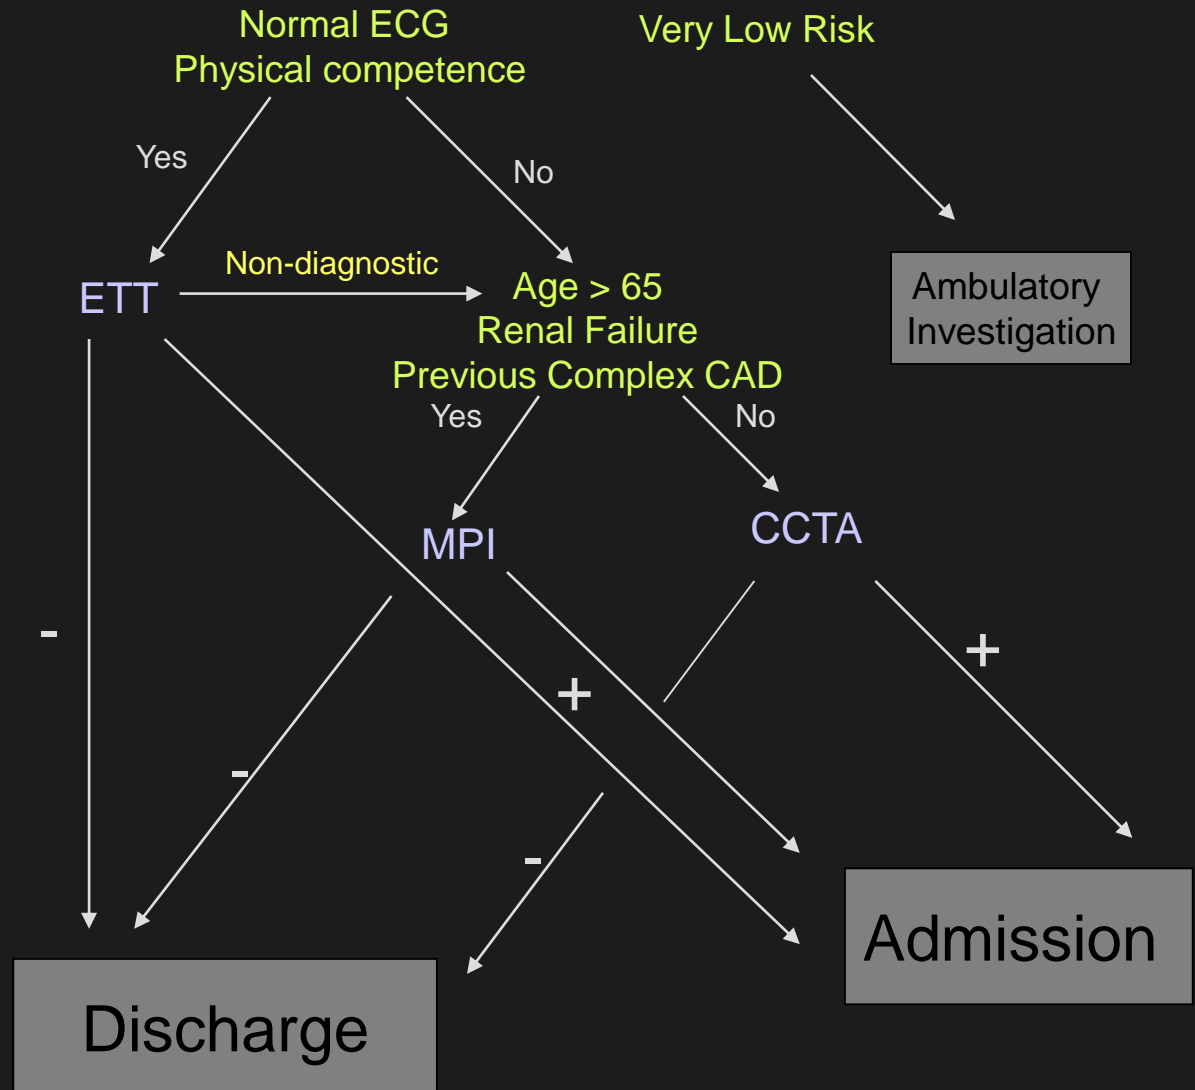 Normal ECG
Physical competence
Very Low Risk
Yes
No
Non-diagnostic
ETT
Age > 65
Renal Failure
Previous Complex CAD
Ambulatory
Investigation
Yes
No
MPI
CCTA
-
+
+
-
-
Admission
Discharge